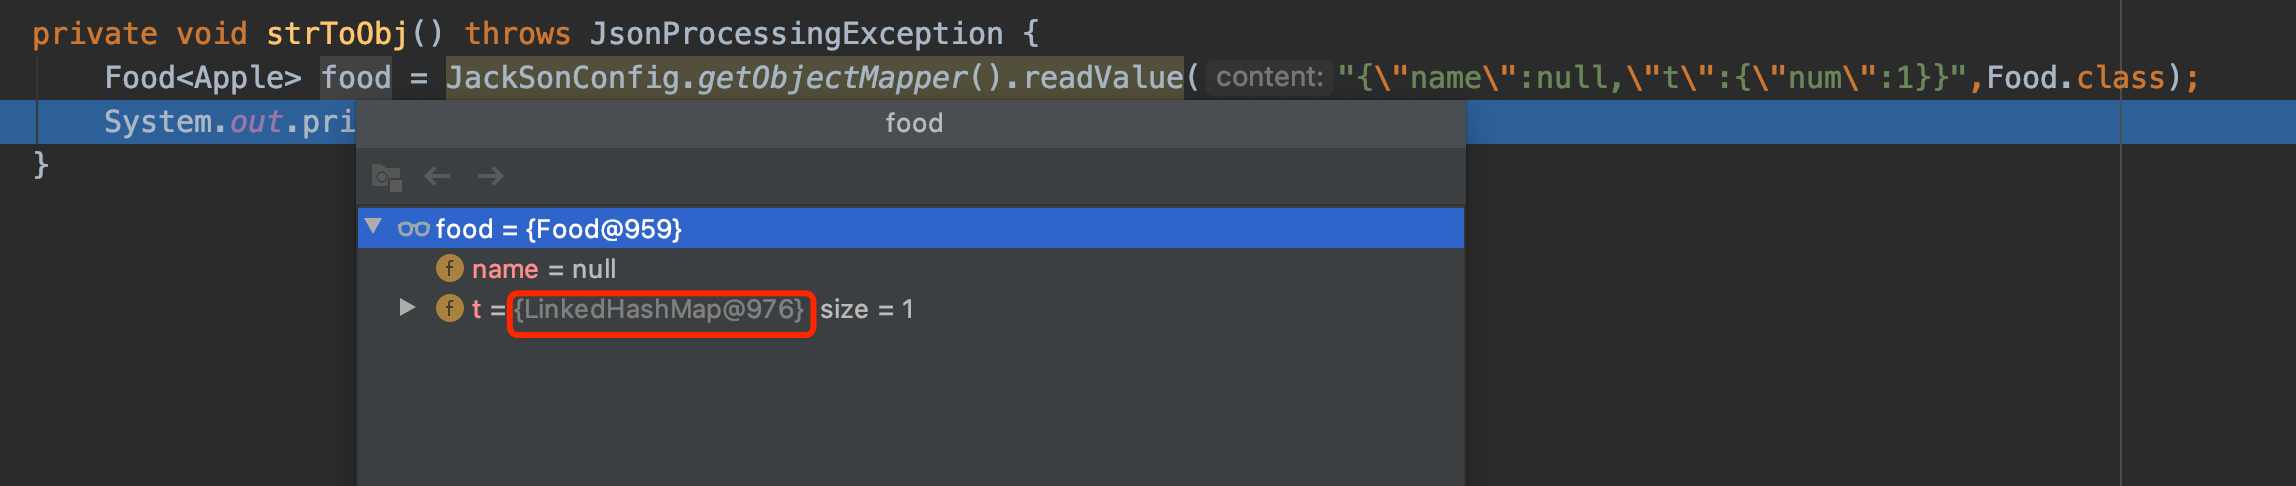 private void strToObj() throws JsonProcessingException {
Food<Apple> food = JackSonConfig.getObjectMapper().readValue( content: "{\"name\":null,\"t\":{\"num\":1}}",Food.class);
System.out.pri
food
}
food = {Food@959}
f name = null
f t = {LinkedHashMap@976} size = 1